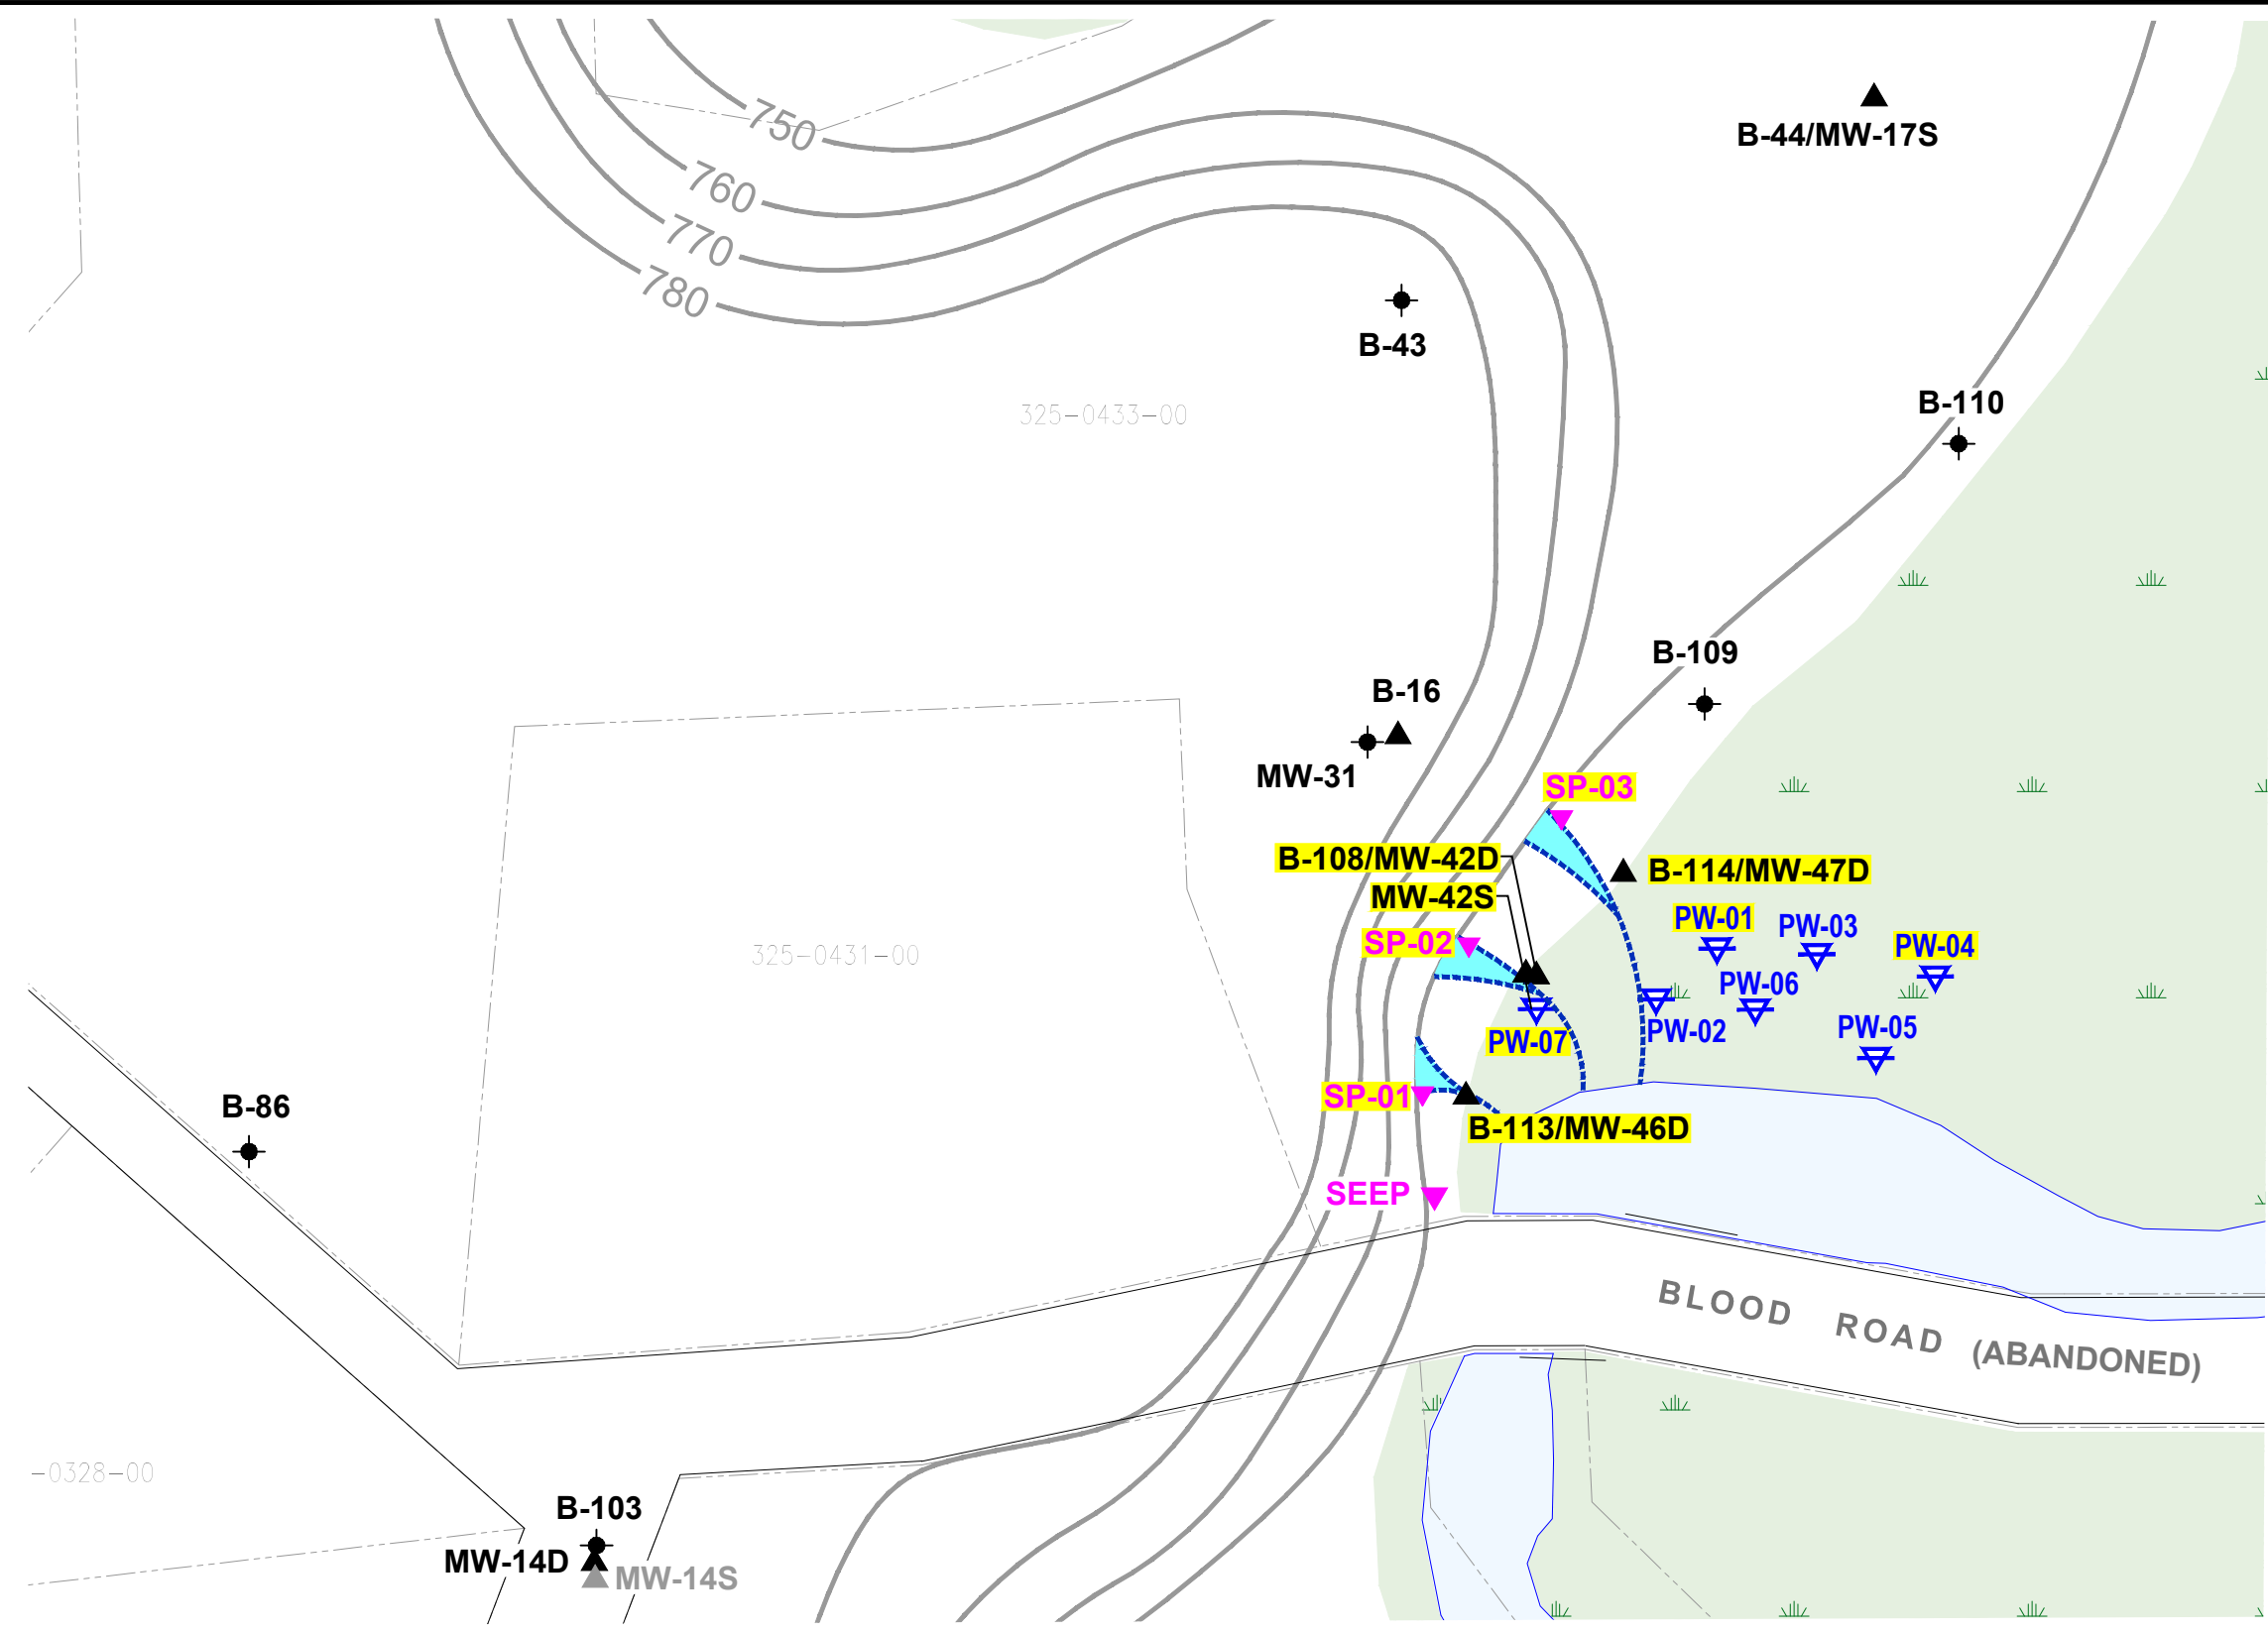 750
B-44/MW-17S
760
770
780
B-43
325-0433-00
B-110
B-109
B-16
MW-31
SP-03
B-108/MW-42D
B-114/MW-47D
MW-42S
PW-01
PW-03
SP-02
PW-04
325-0431-00
PW-06
PW-07
PW-02
PW-05
SP-01
B-86
B-113/MW-46D
SEEP
BLOOD ROAD (ABANDONED)
-0328-00
B-103
MW-14D
MW-14S